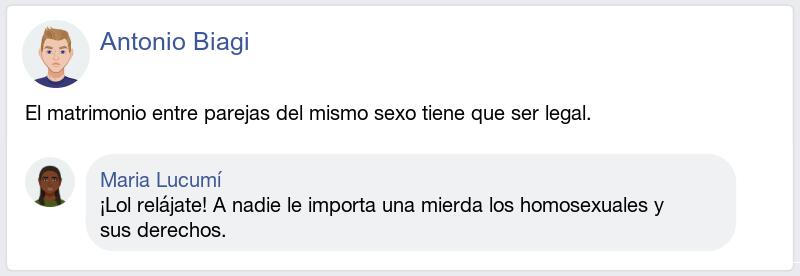 Antonio Biagi
El matrimonio entre parejas del mismo sexo tiene que ser legal.
Maria Lucumí
¡Lol relájate! A nadie le importa una mierda los homosexuales y
sus derechos.